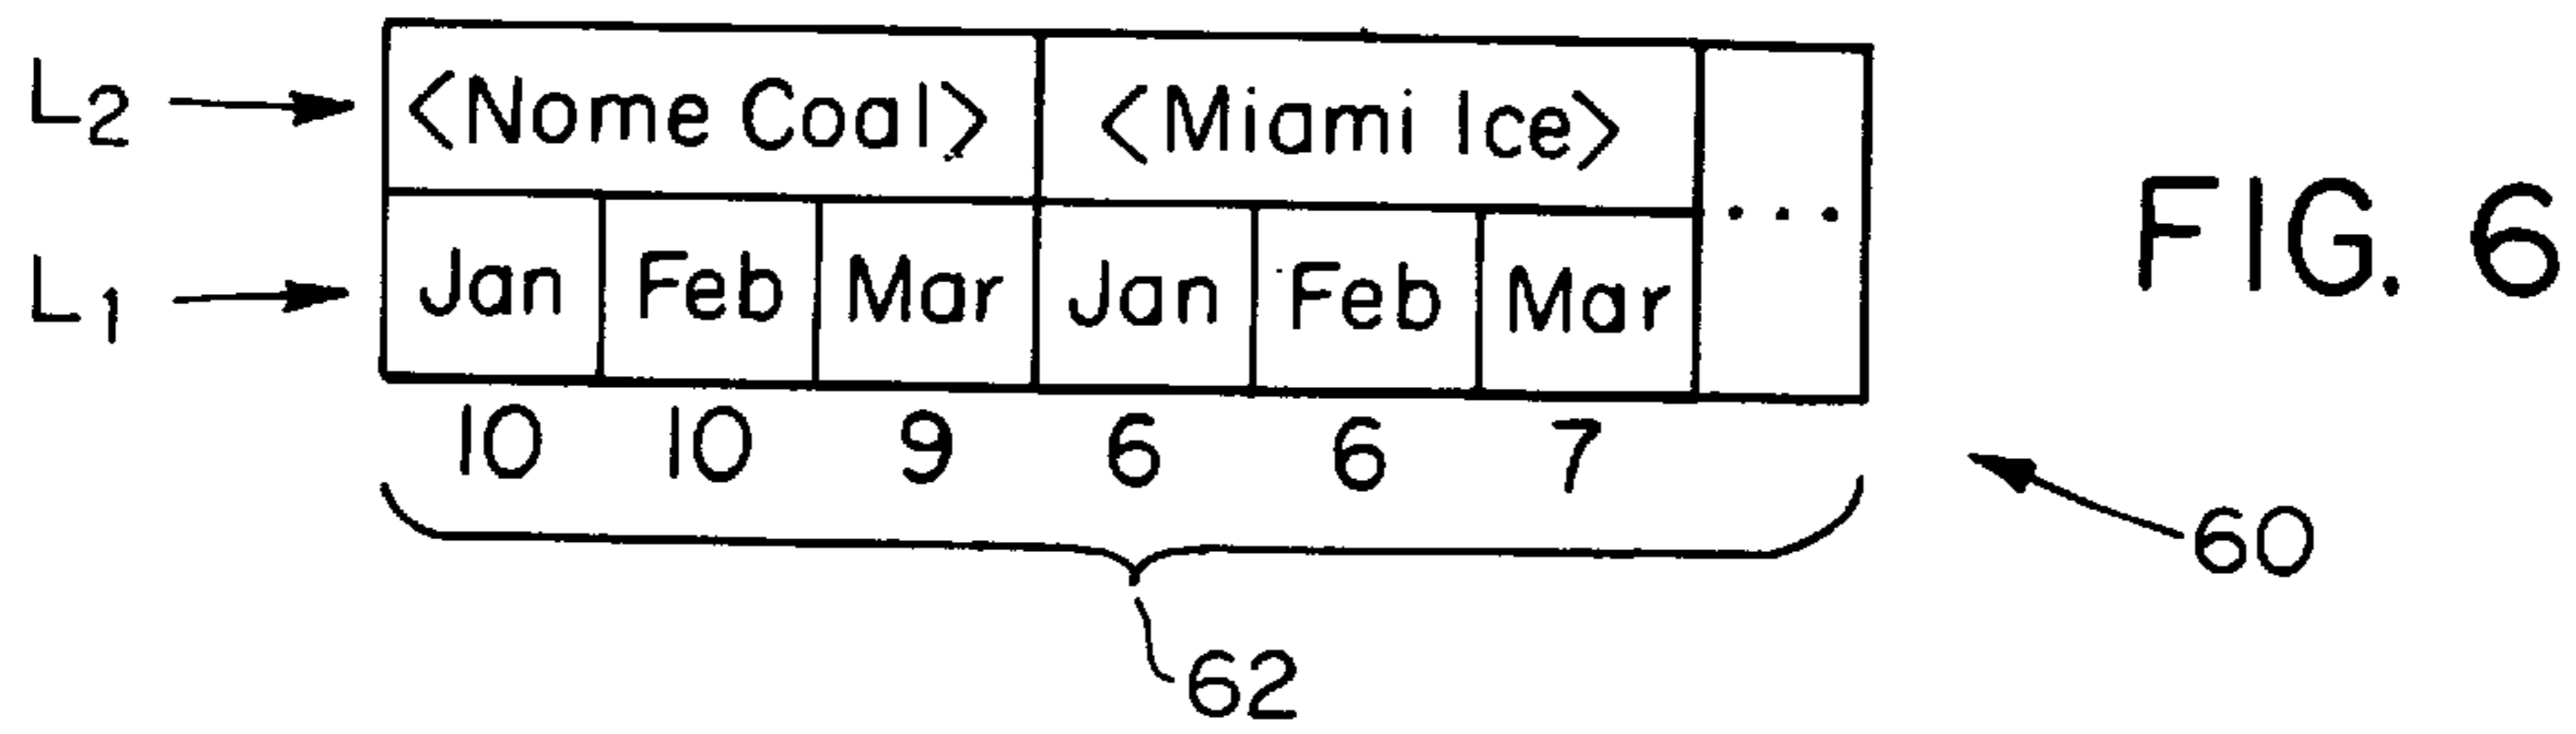 L2 <Nome Coal> <Miami Ice>
L1 Jan Feb Mar Jan Feb Mar ...
FIG. 6
10 10 9 6 6 7
60
62